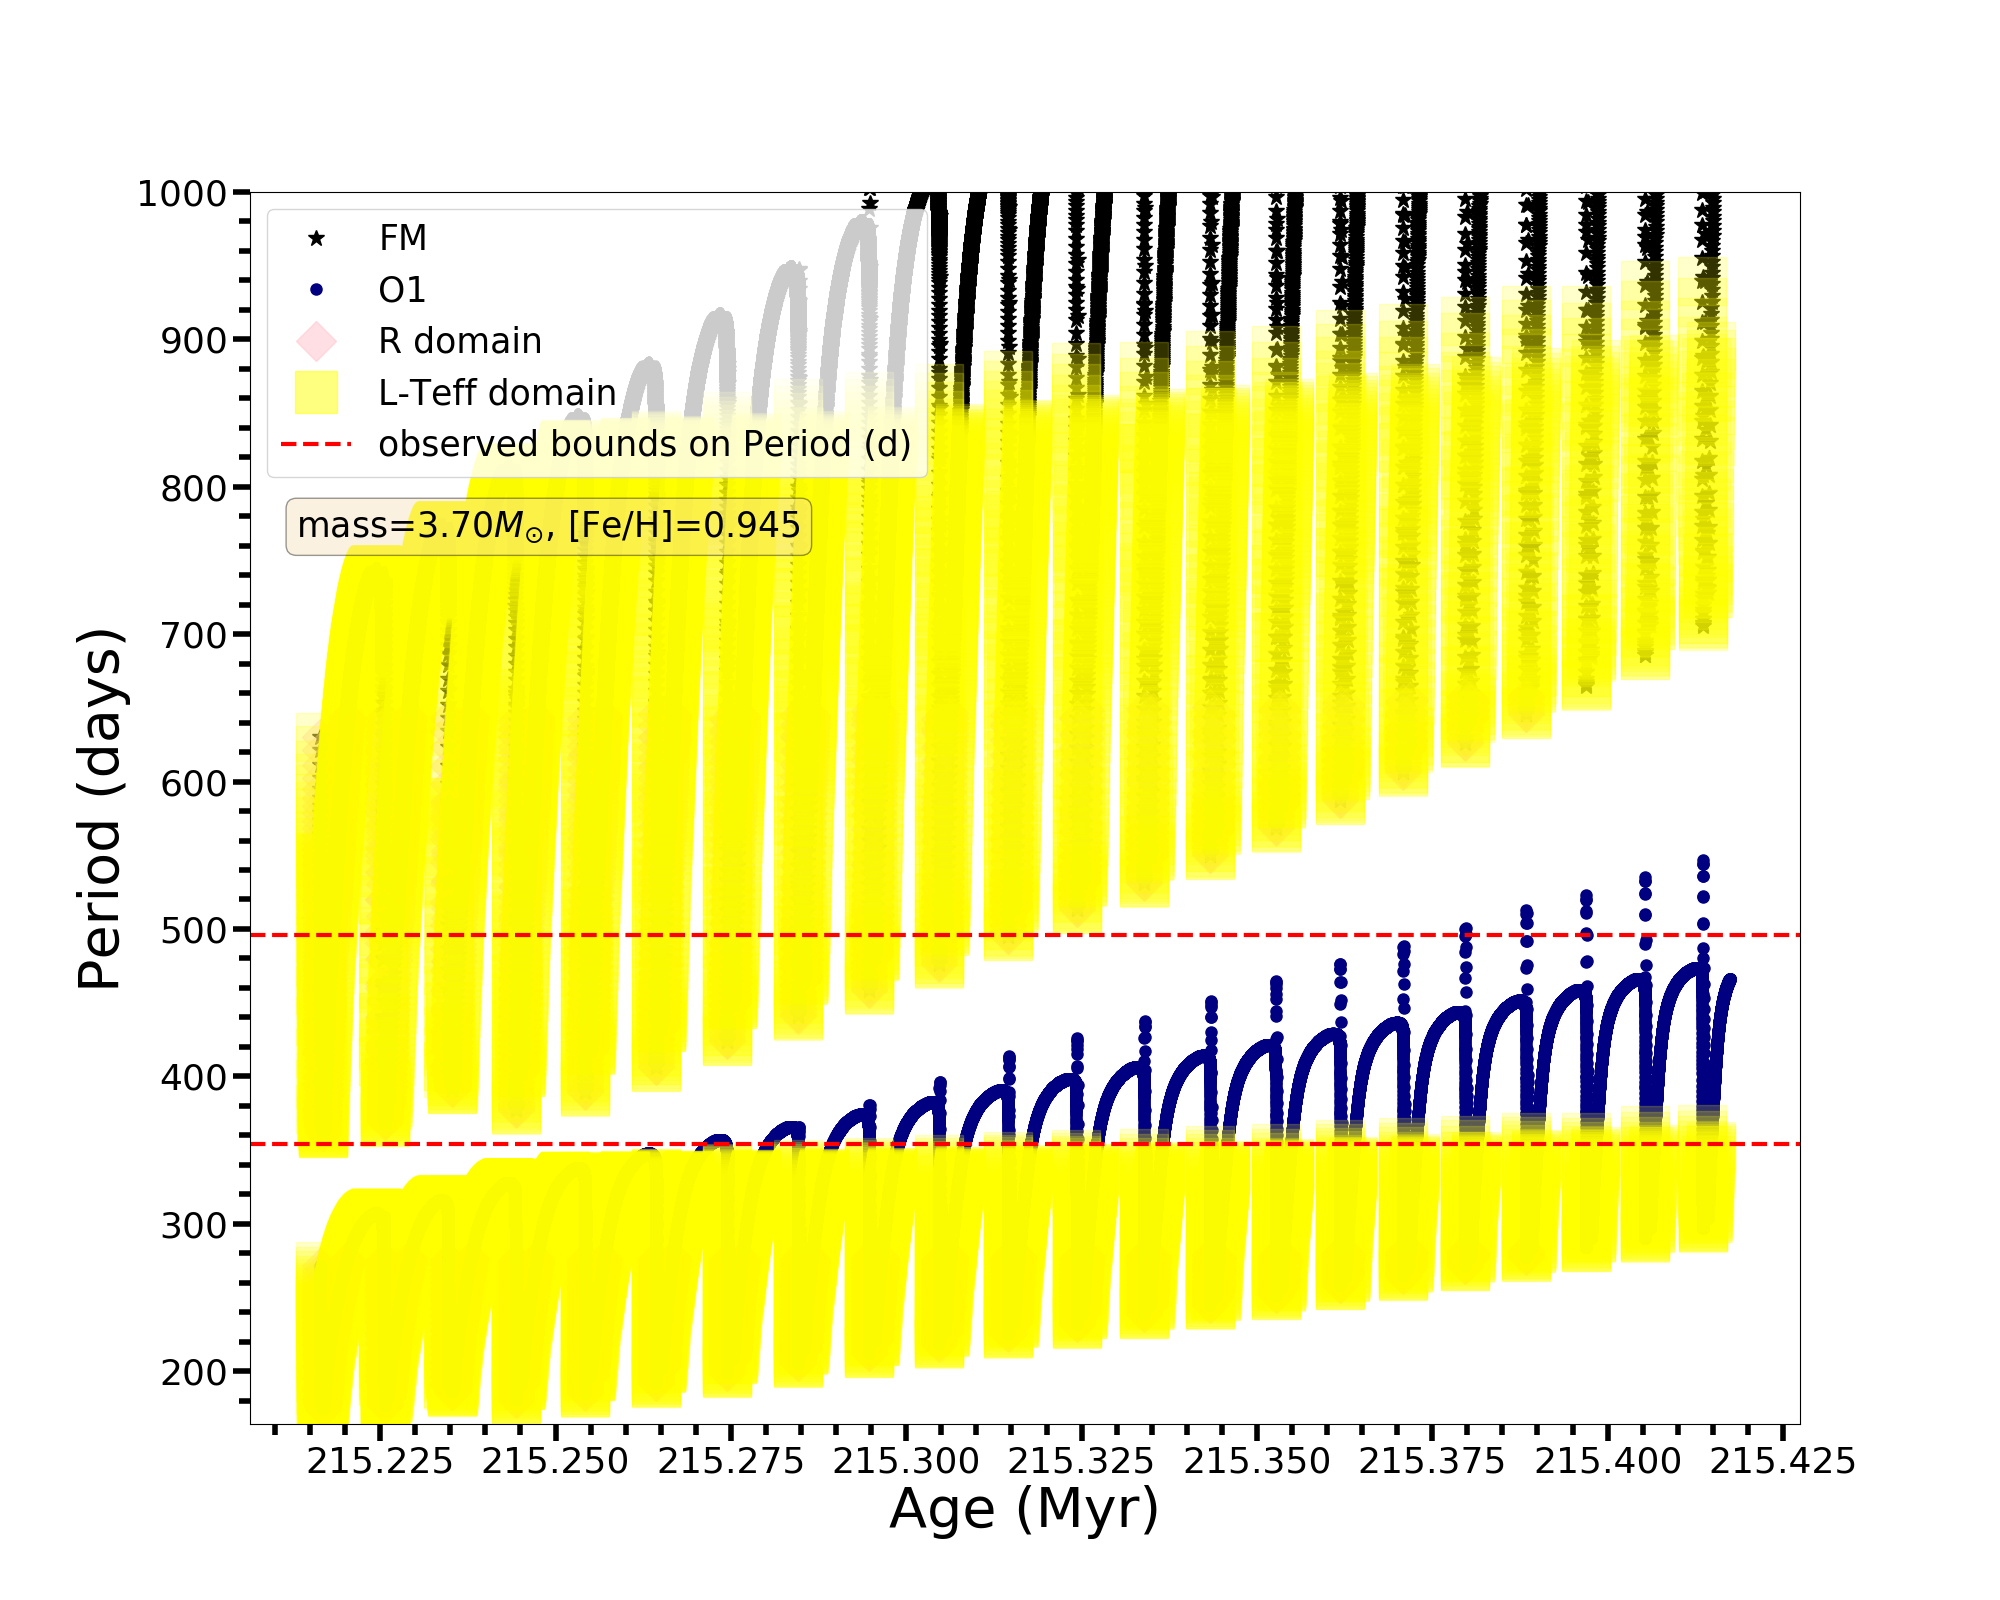 FM
O1
R domain
L-Teff domain
observed bounds on Period (d)
mass=3.70M⊙, [Fe/H]=0.945
1000
900
800
700
600
500
400
300
200
Period (days)
215.225 215.250 215.275 215.300 215.325 215.350 215.375 215.400 215.425
Age (Myr)